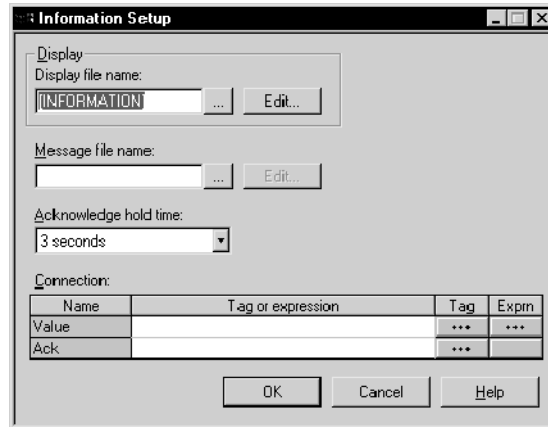 Information Setup
Display
Display file name:
[INFORMATION] ... Edit...
Message file name:
... Edit...
Acknowledge hold time:
3 seconds
Connection:
Name Tag or expression Tag Exprn
Value ... ...
Ack ...
OK Cancel Help